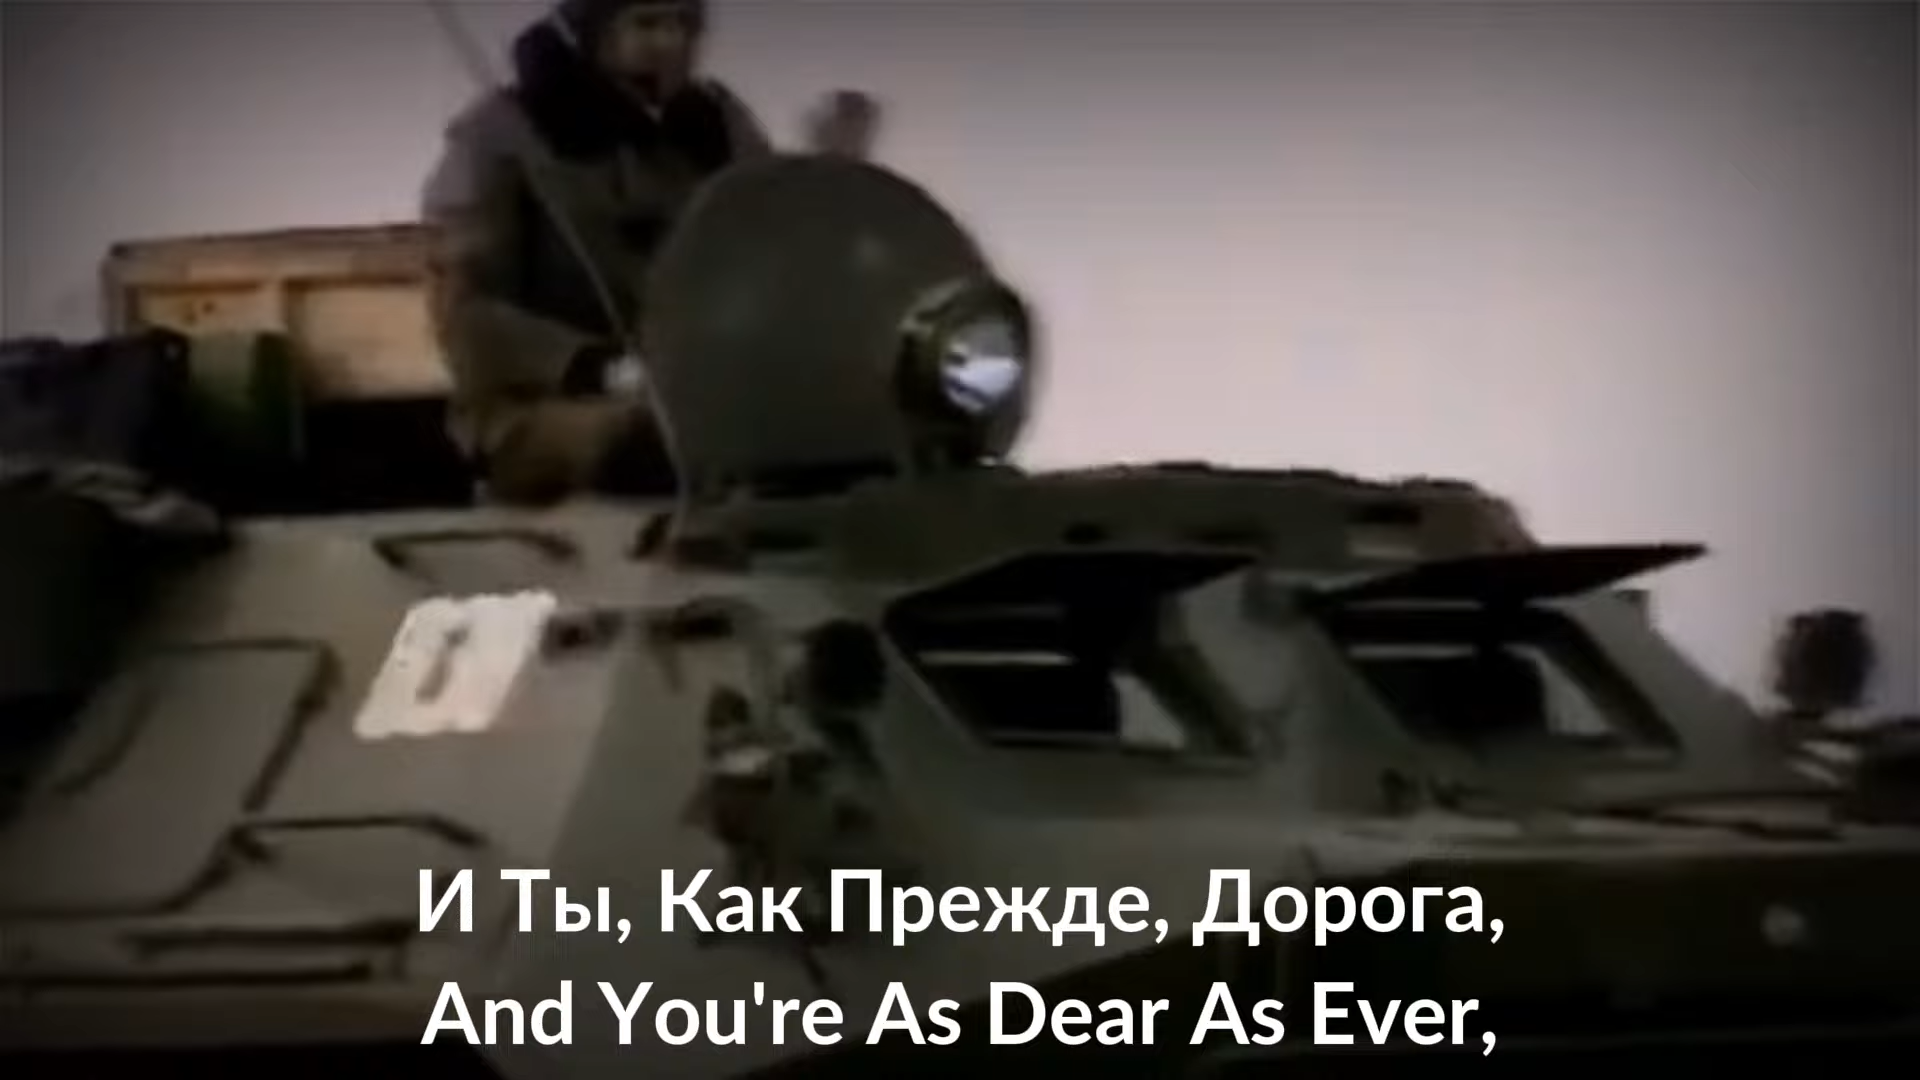 И Ты, Как Прежде, Дорога,
And You're As Dear As Ever,